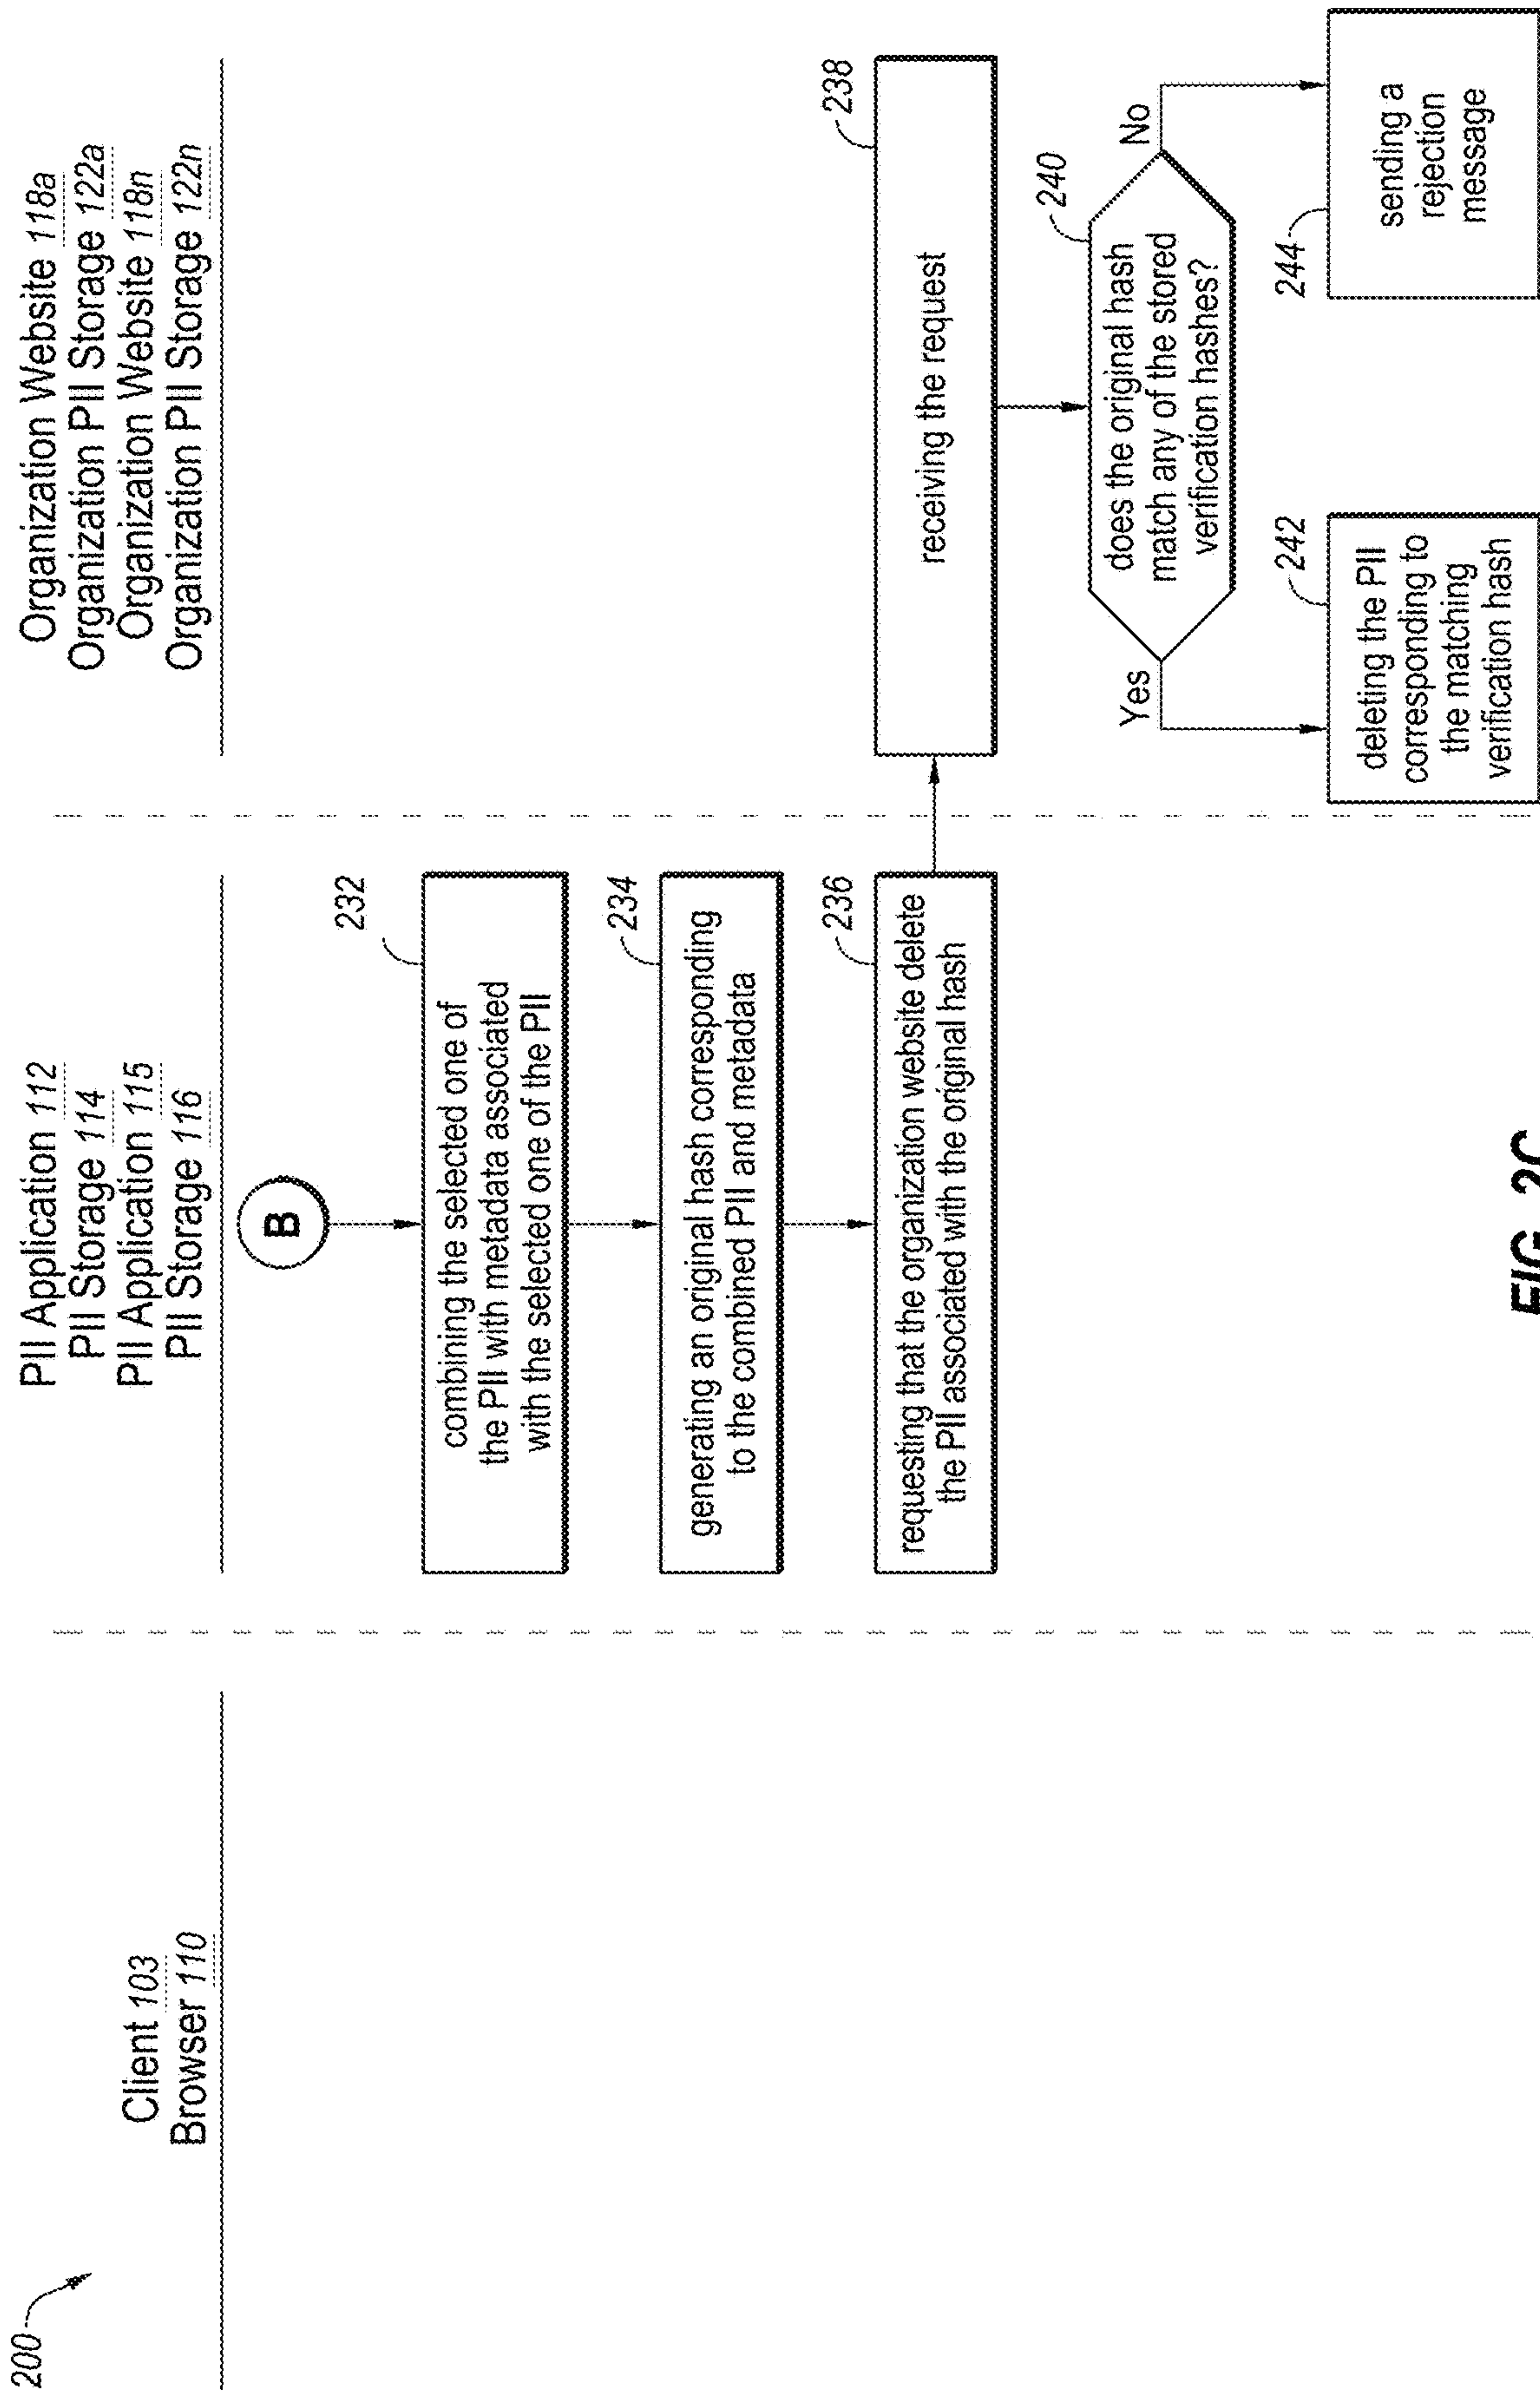 200
Client 103
Browser 110
PII Application 112
PII Storage 114
PII Application 115
PII Storage 116
Organization Website 118a
Organization PII Storage 122a
Organization Website 118n
Organization PII Storage 122n
B
232
combining the selected one of
the PII with metadata associated
with the selected one of the PII
234
generating an original hash corresponding
to the combined PII and metadata
236
requesting that the organization website delete
the PII associated with the original hash
238
receiving the request
240
does the original hash
match any of the stored
verification hashes?
Yes
No
242
deleting the PII
corresponding to
the matching
verification hash
244
sending a
rejection
message
FIG. 2C